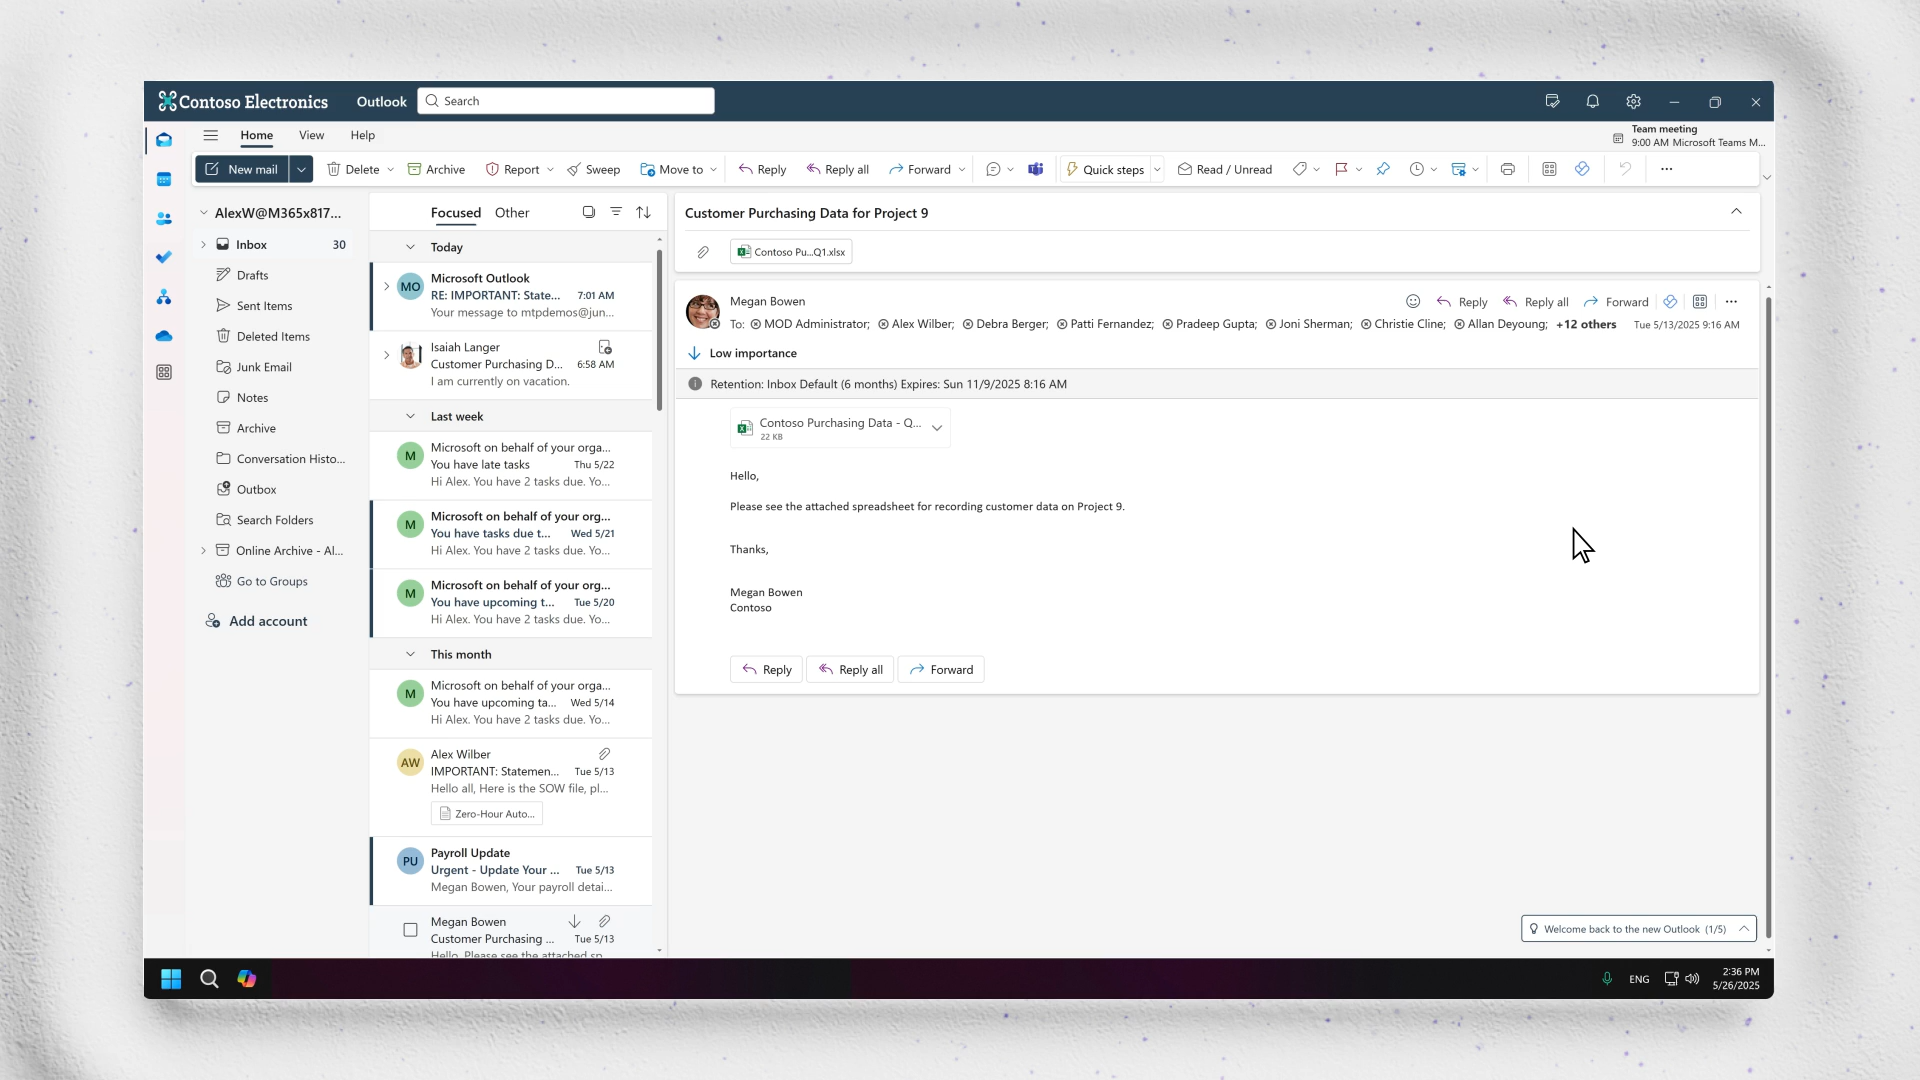 Contoso Electronics
Outlook
Search
Home View Help
Team meeting
9:00 AM Microsoft Teams M...
New mail
Delete
Archive
Report
Sweep
Move to
Reply
Reply all
Forward
Quick steps
Read / Unread
AlexW@M365x817...
Inbox 30
Drafts
Sent Items
Deleted Items
Junk Email
Notes
Archive
Conversation Histo...
Outbox
Search Folders
Online Archive - Al...
Go to Groups
Add account
Focused Other
Today
MO
Microsoft Outlook
RE: IMPORTANT: State... 7:01 AM
Your message to mtpdemos@jun...
Isaiah Langer
Customer Purchasing D... 6:58 AM
I am currently on vacation.
Last week
M
Microsoft on behalf of your orga...
You have late tasks Thu 5/22
Hi Alex. You have 2 tasks due. Yo...
M
Microsoft on behalf of your org...
You have tasks due t... Wed 5/21
Hi Alex. You have 2 tasks due. Yo...
M
Microsoft on behalf of your org...
You have upcoming t... Tue 5/20
Hi Alex. You have 2 tasks due. Yo...
This month
M
Microsoft on behalf of your orga...
You have upcoming ta... Wed 5/14
Hi Alex. You have 2 tasks due. Yo...
AW
Alex Wilber
IMPORTANT: Statemen... Tue 5/13
Hello all, Here is the SOW file, pl...
Zero-Hour Auto...
PU
Payroll Update
Urgent - Update Your ... Tue 5/13
Megan Bowen, Your payroll detai...
Megan Bowen
Customer Purchasing ... Tue 5/13
Hello, Please see the attached sp
Customer Purchasing Data for Project 9
Contoso Pu...Q1.xlsx
Megan Bowen
Reply Reply all Forward
To: MOD Administrator; Alex Wilber; Debra Berger; Patti Fernandez; Pradeep Gupta; Joni Sherman; Christie Cline; Allan Deyoung; +12 others Tue 5/13/2025 9:16 AM
Low importance
Retention: Inbox Default (6 months) Expires: Sun 11/9/2025 8:16 AM
Contoso Purchasing Data - Q...
22 KB
Hello,
Please see the attached spreadsheet for recording customer data on Project 9.
Thanks,
Megan Bowen
Contoso
Reply
Reply all
Forward
Welcome back to the new Outlook (1/5)
ENG
2:36 PM
5/26/2025